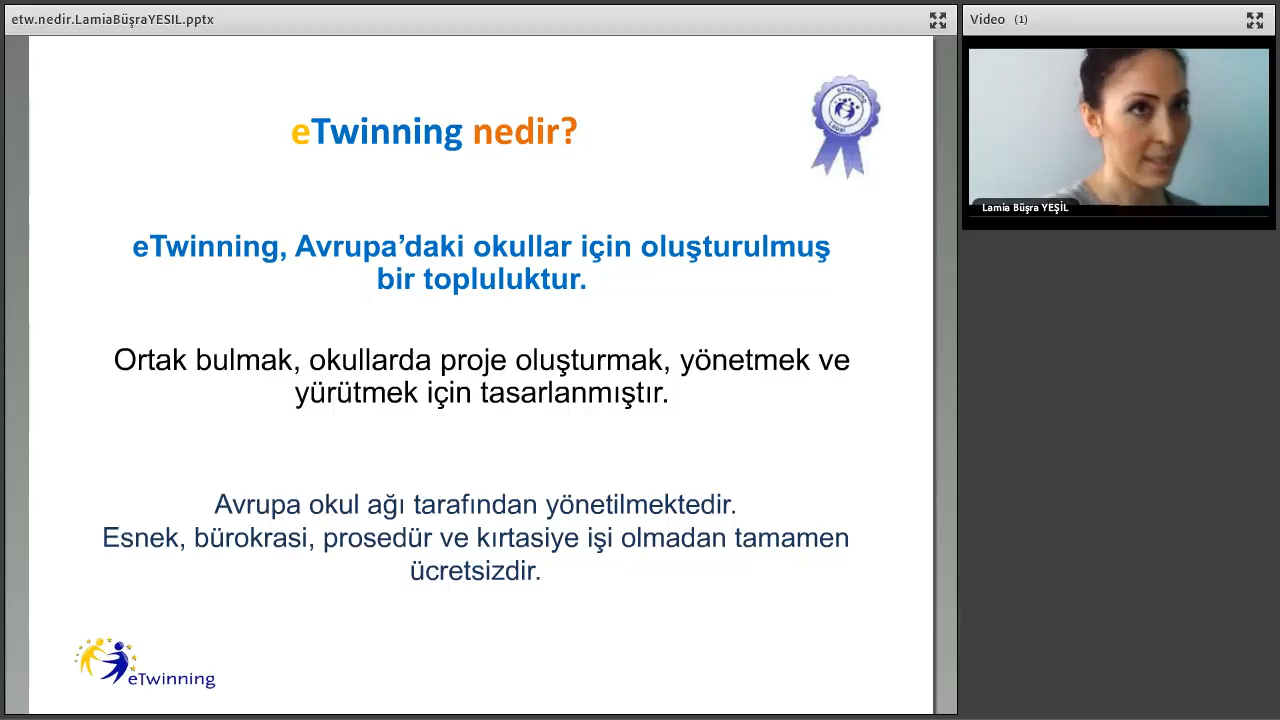 etw.nedir.LamiaBüşraYESIL.pptx
Video (1)
eTwinning nedir?
eTwinning
Label
Lamia Büşra YEŞİL
eTwinning, Avrupa’daki okullar için oluşturulmuş
bir topluluktur.
Ortak bulmak, okullarda proje oluşturmak, yönetmek ve
yürütmek için tasarlanmıştır.
Avrupa okul ağı tarafından yönetilmektedir.
Esnek, bürokrasi, prosedür ve kırtasiye işi olmadan tamamen
ücretsizdir.
eTwinning